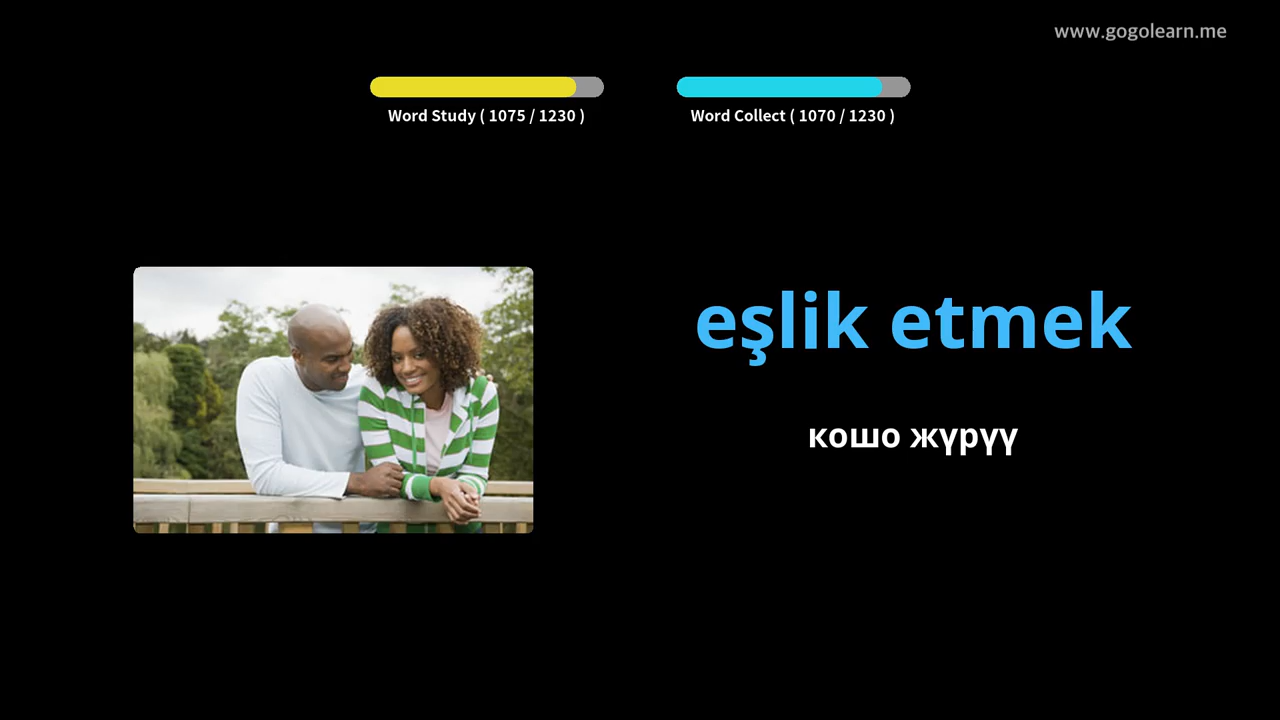 www.gogolearn.me
Word Study ( 1075 / 1230 )
Word Collect ( 1070 / 1230 )
eşlik etmek
кошо жүрүү